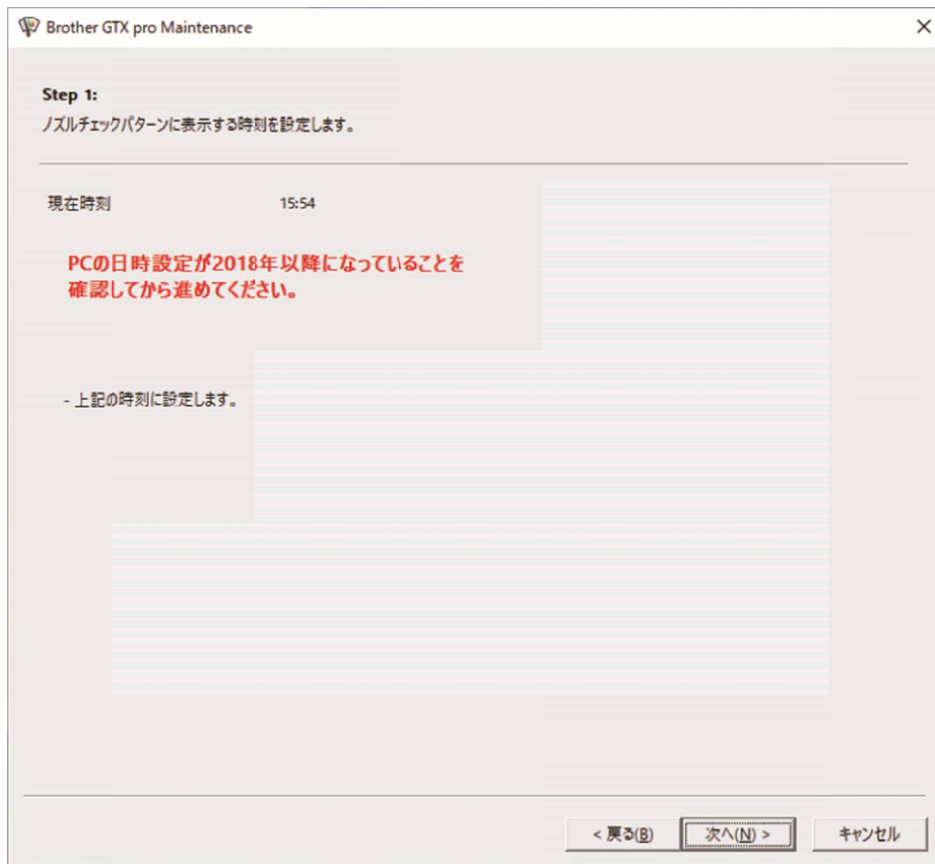 Brother GTX pro Maintenance
Step 1:
ノズルチェックパターンに表示する時刻を設定します。
現在時刻 15:54
PCの日時設定が2018年以降になっていることを
確認してから進めてください。
- 上記の時刻に設定します。
< 戻る(B) 次へ(N) > キャンセル